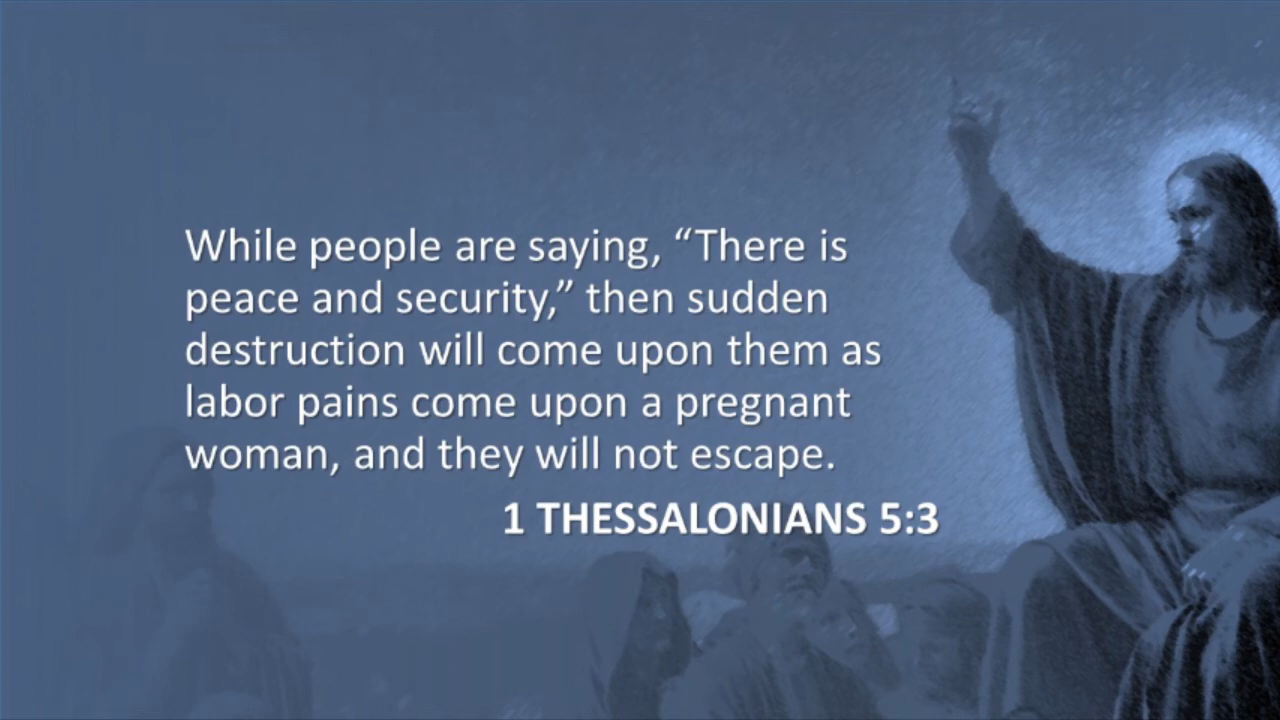 While people are saying, “There is
peace and security,” then sudden
destruction will come upon them as
labor pains come upon a pregnant
woman, and they will not escape.
1 THESSALONIANS 5:3